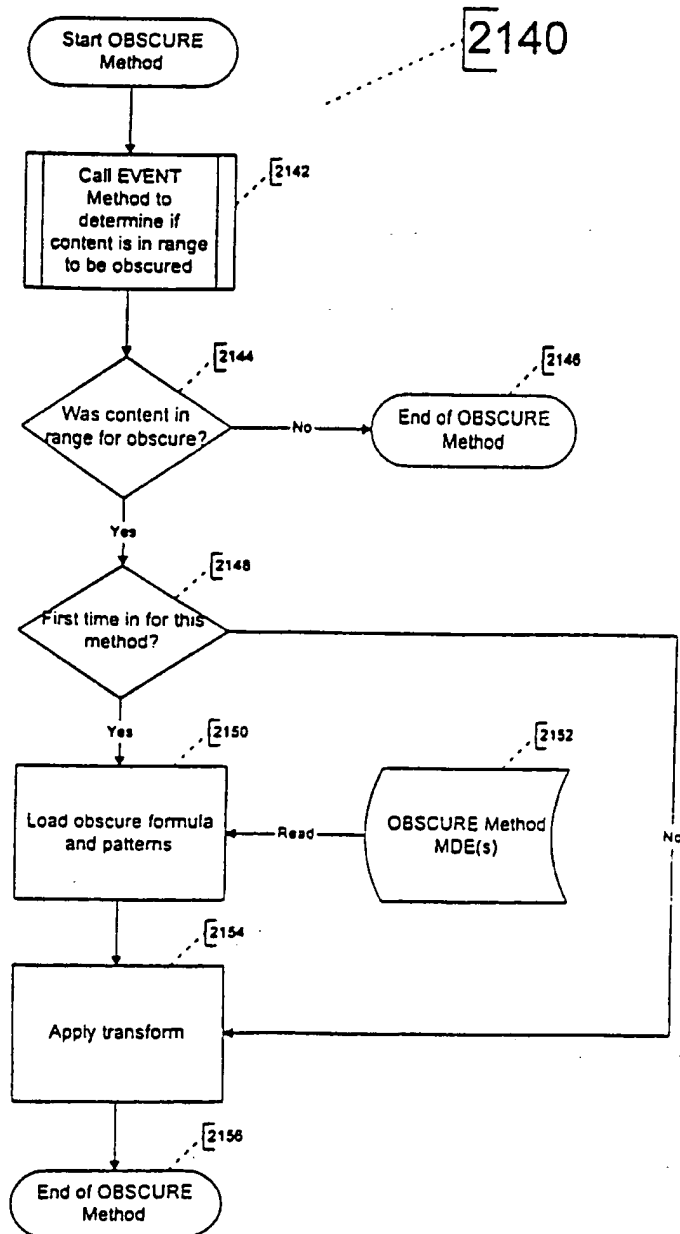 Start OBSCURE
Method
2140
Call EVENT
Method to
determine if
content is in range
to be obscured
2142
2144
Was content in
range for obscure?
No
2146
End of OBSCURE
Method
Yes
2148
First time in for this
method?
Yes
2150
Load obscure formula
and patterns
Read
2152
OBSCURE Method
MDE(s)
No
2154
Apply transform
2156
End of OBSCURE
Method